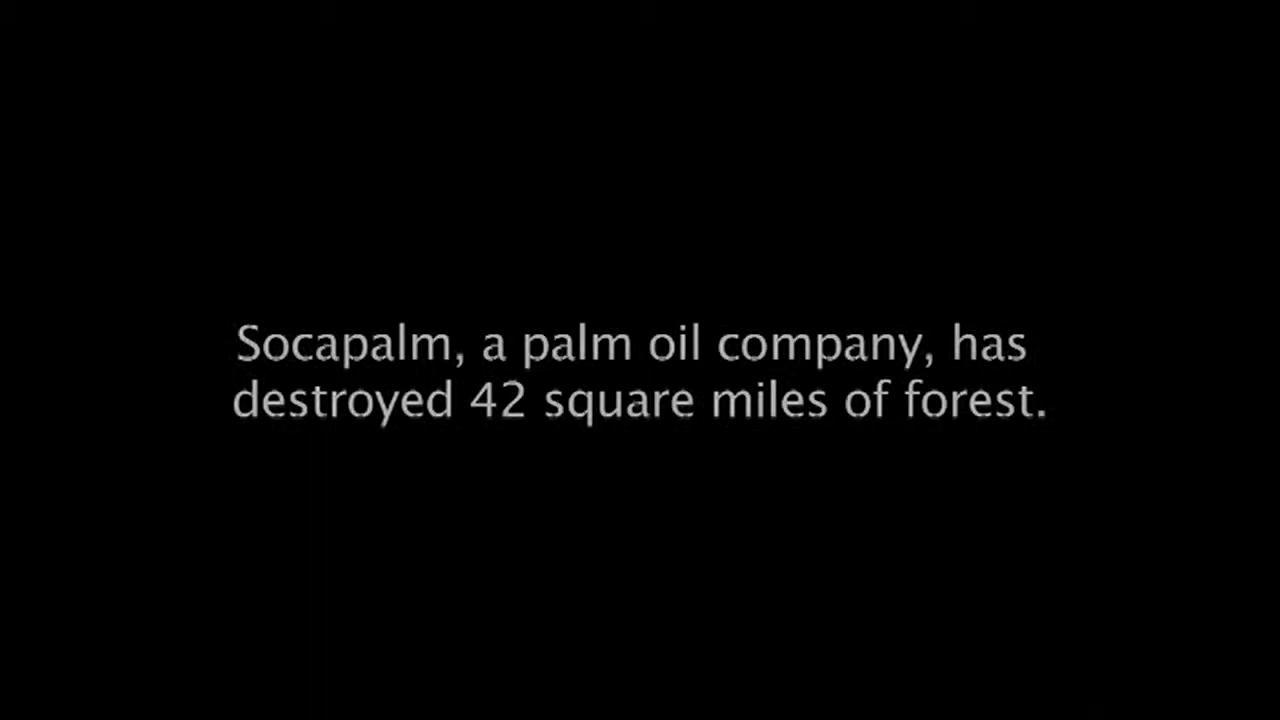 Socapalm, a palm oil company, has
destroyed 42 square miles of forest.